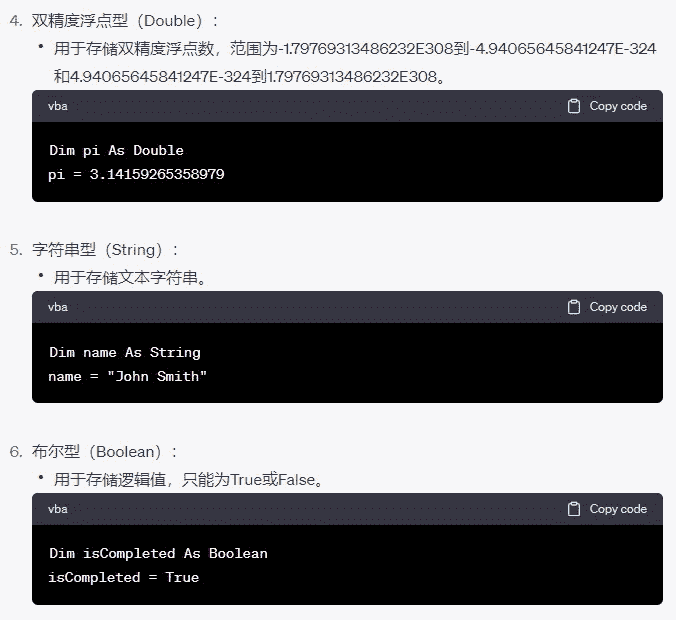 4. 双精度浮点型（Double）：
• 用于存储双精度浮点数，范围为-1.79769313486232E308到-4.94065645841247E-324
和4.94065645841247E-324到1.79769313486232E308。
vba Copy code
Dim pi As Double
pi = 3.14159265358979
5. 字符串型（String）：
• 用于存储文本字符串。
vba Copy code
Dim name As String
name = "John Smith"
6. 布尔型（Boolean）：
• 用于存储逻辑值，只能为True或False。
vba Copy code
Dim isCompleted As Boolean
isCompleted = True